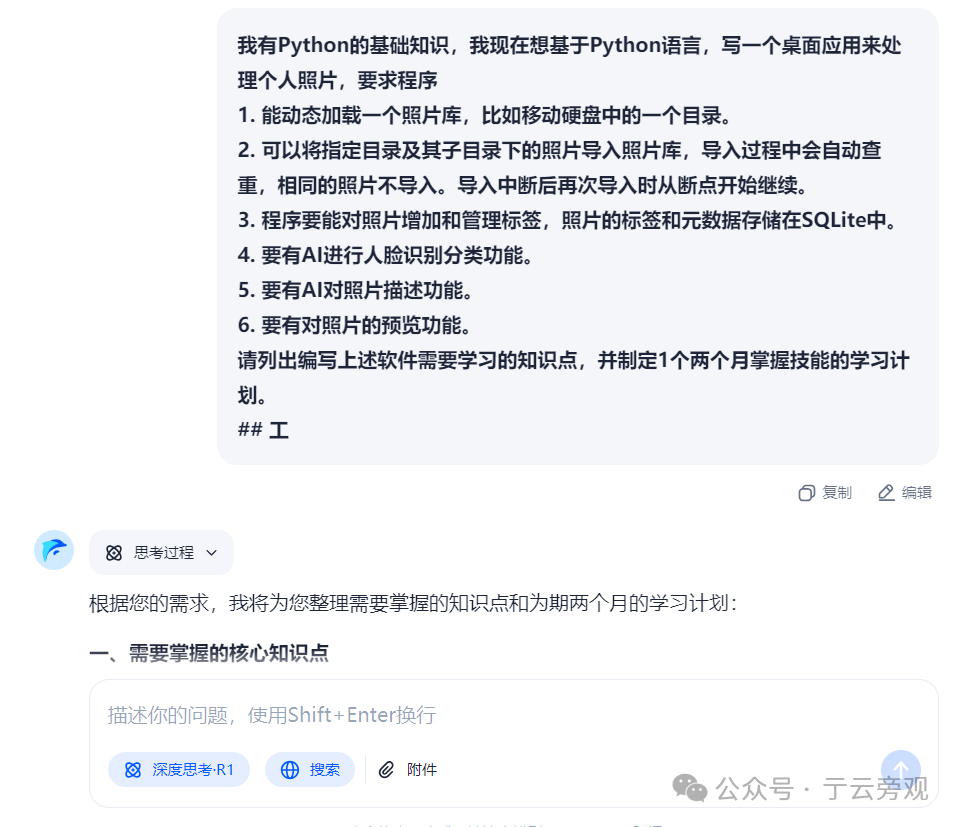 我有Python的基础知识，我现在想基于Python语言，写一个桌面应用来处
理个人照片，要求程序
1. 能动态加载一个照片库，比如移动硬盘中的一个目录。
2. 可以将指定目录及其子目录下的照片导入照片库，导入过程中会自动查
重，相同的照片不导入。导入中断后再次导入时从断点开始继续。
3. 程序要能对照片增加和管理标签，照片的标签和元数据存储在SQLite中。
4. 要有AI进行人脸识别分类功能。
5. 要有AI对照片描述功能。
6. 要有对照片的预览功能。
请列出编写上述软件需要学习的知识点，并制定1个两个月掌握技能的学习计
划。
## 工
复制 编辑
思考过程
根据您的需求，我将为您整理需要掌握的知识点和为期两个月的学习计划：
一、需要掌握的核心知识点
描述你的问题，使用Shift+Enter换行
深度思考·R1 搜索 附件
公众号 · 亍云旁观